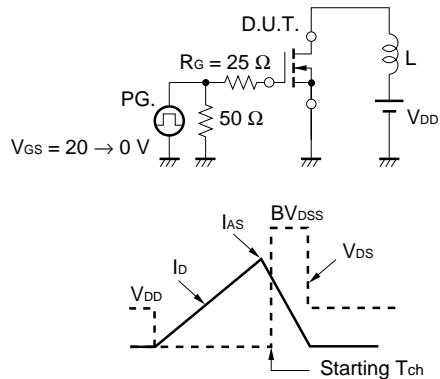 D.U.T.
RG = 25 Ω
L
PG.
50 Ω
VDD
VGS = 20 → 0 V
BVDSS
IAS
VDS
ID
VDD
Starting Tch